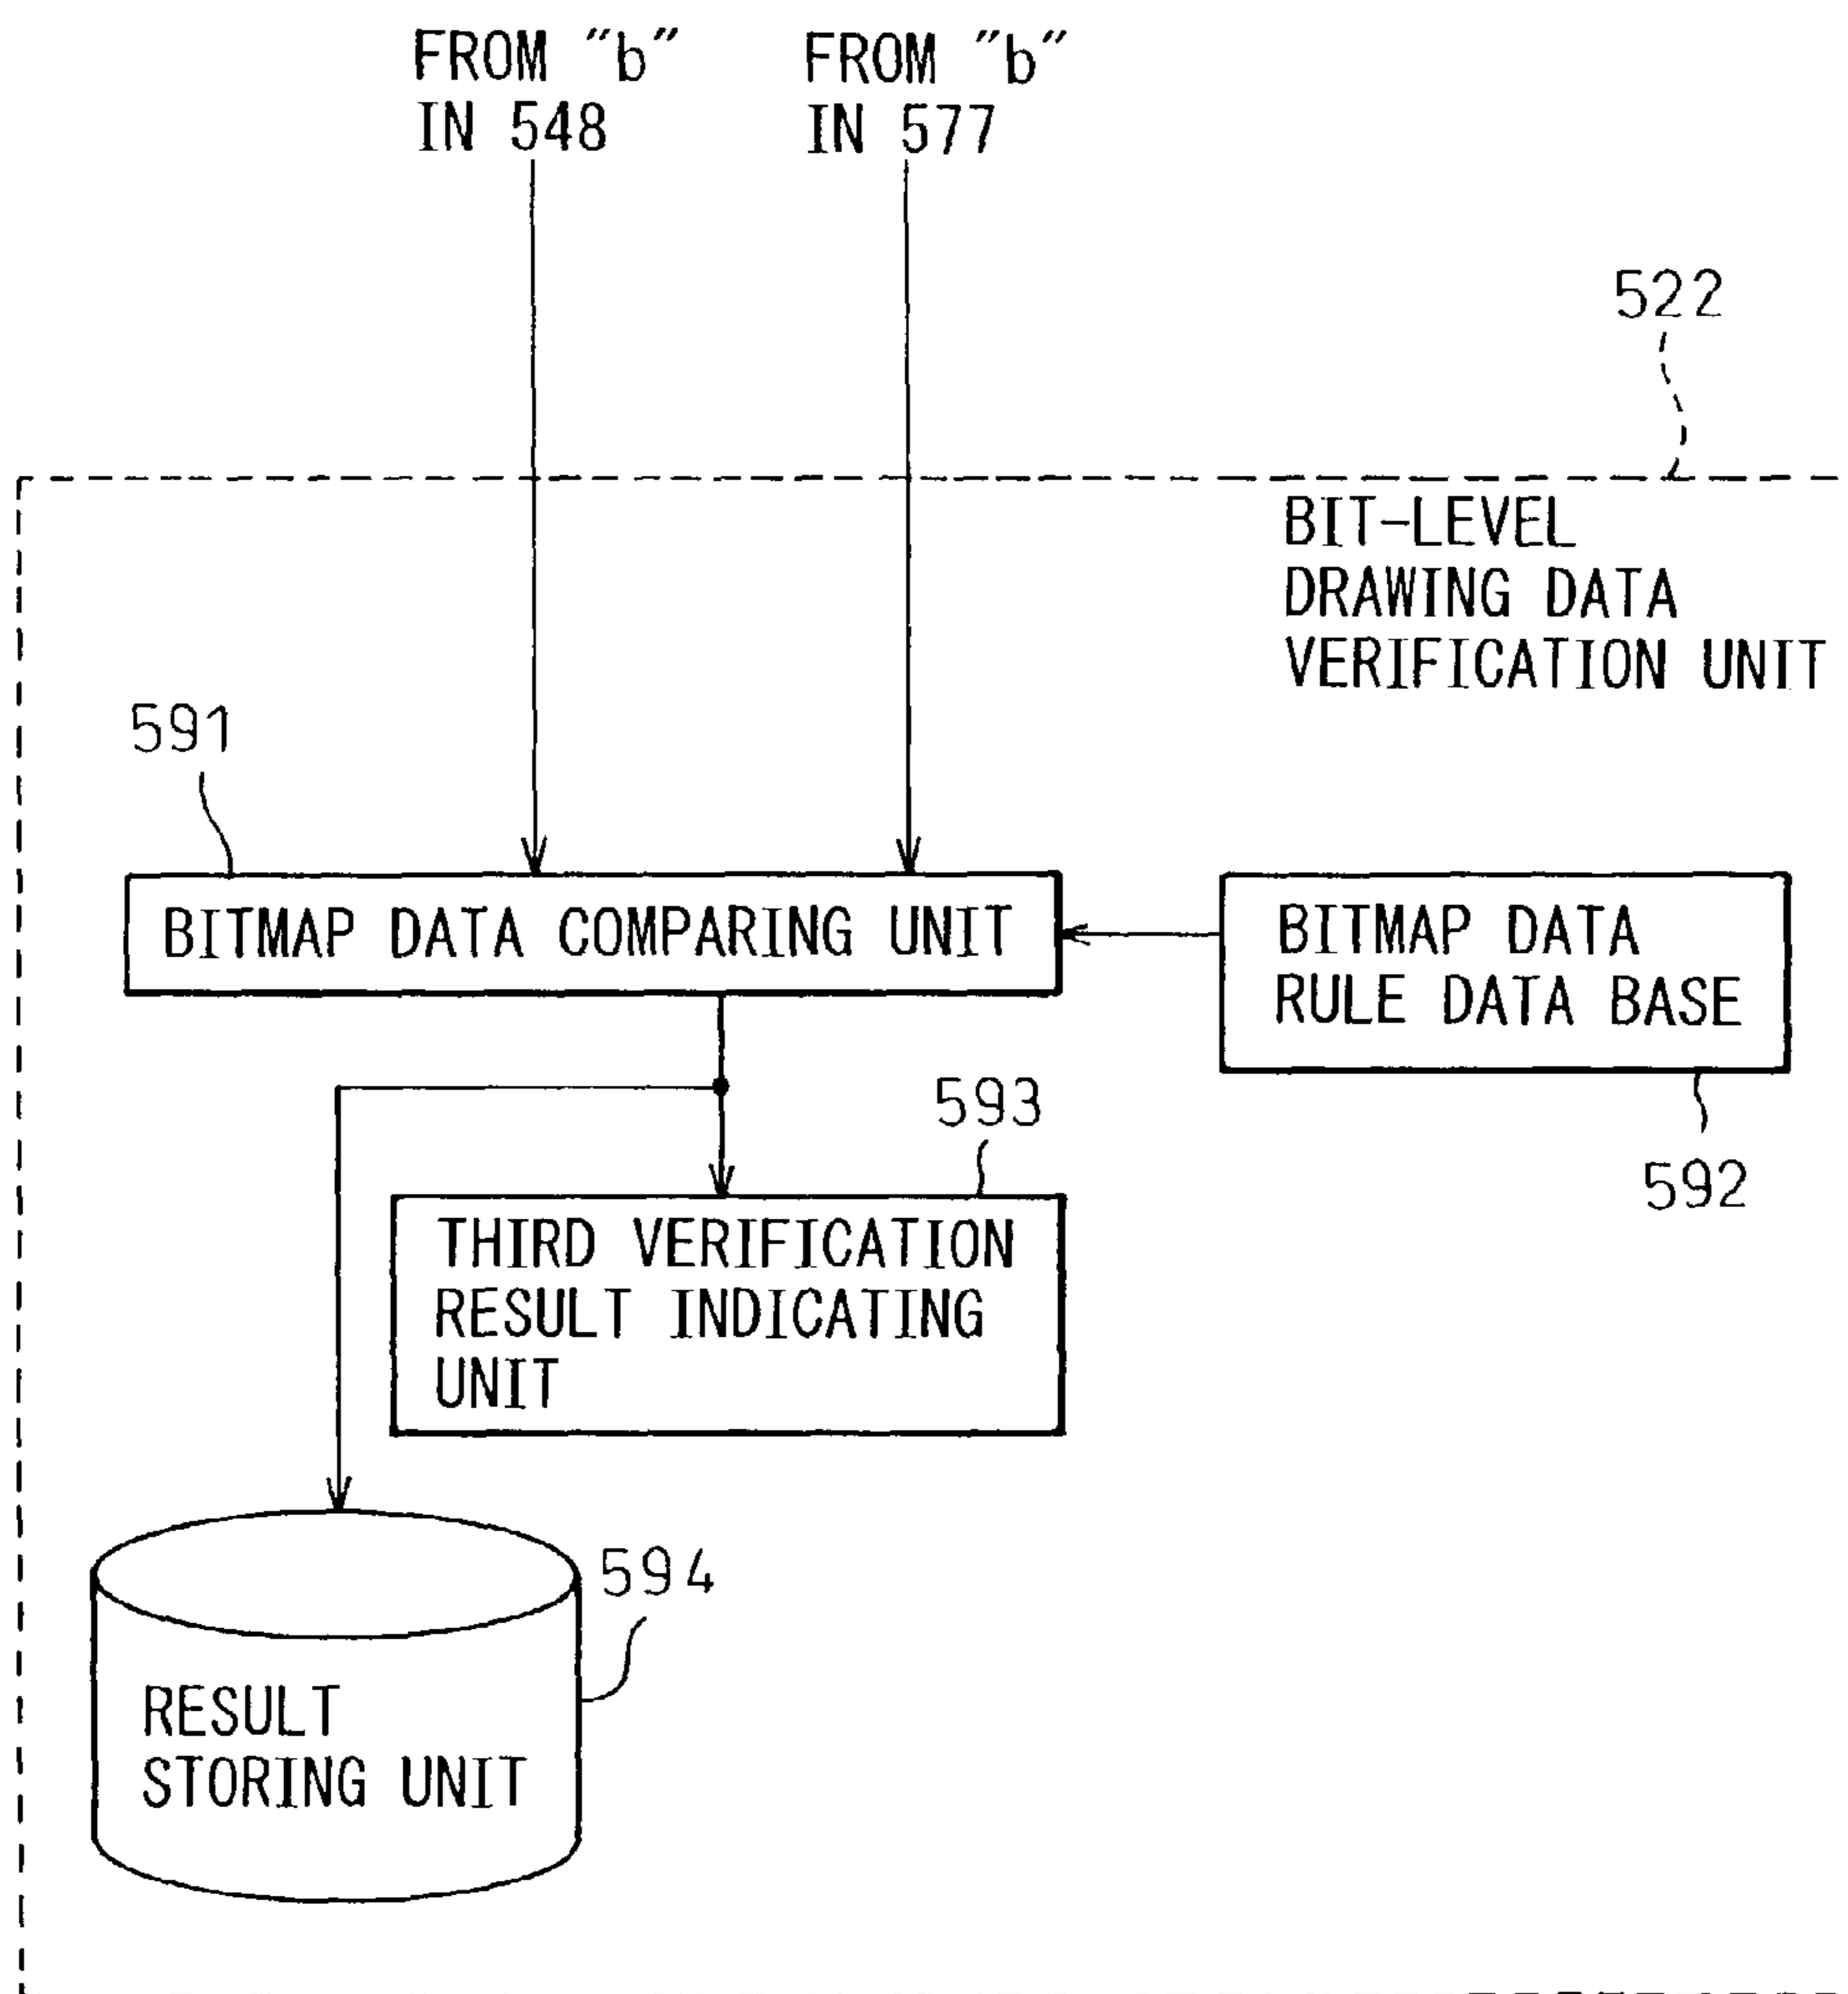 FROM "b"
IN 548
FROM "b"
IN 577
522
BIT-LEVEL
DRAWING DATA
VERIFICATION UNIT
591
BITMAP DATA COMPARING UNIT
BITMAP DATA
RULE DATA BASE
593
592
THIRD VERIFICATION
RESULT INDICATING
UNIT
594
RESULT
STORING UNIT